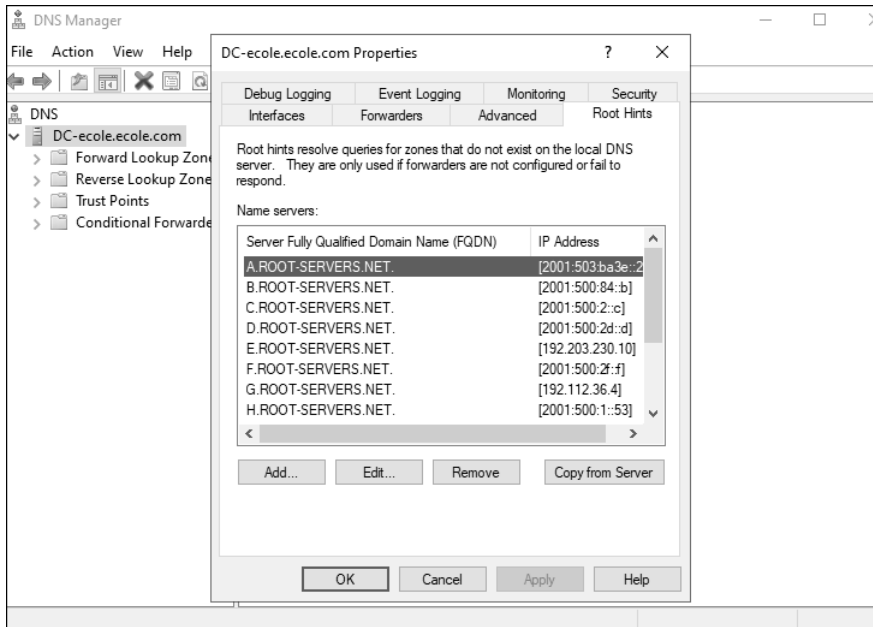 DNS Manager
File Action View Help
DNS
DC-ecole.ecole.com
Forward Lookup Zone
Reverse Lookup Zone
Trust Points
Conditional Forwarde
DC-ecole.ecole.com Properties ? X
Debug Logging Event Logging Monitoring Security
Interfaces Forwarders Advanced Root Hints
Root hints resolve queries for zones that do not exist on the local DNS
server. They are only used if forwarders are not configured or fail to
respond.
Name servers:
Server Fully Qualified Domain Name (FQDN) IP Address
A.ROOT-SERVERS.NET. [2001:503:ba3e::2
B.ROOT-SERVERS.NET. [2001:500:84::b]
C.ROOT-SERVERS.NET. [2001:500:2::c]
D.ROOT-SERVERS.NET. [2001:500:2d::d]
E.ROOT-SERVERS.NET. [192.203.230.10]
F.ROOT-SERVERS.NET. [2001:500:2f::f]
G.ROOT-SERVERS.NET. [192.112.36.4]
H.ROOT-SERVERS.NET. [2001:500:1::53]
Add... Edit... Remove Copy from Server
OK Cancel Apply Help